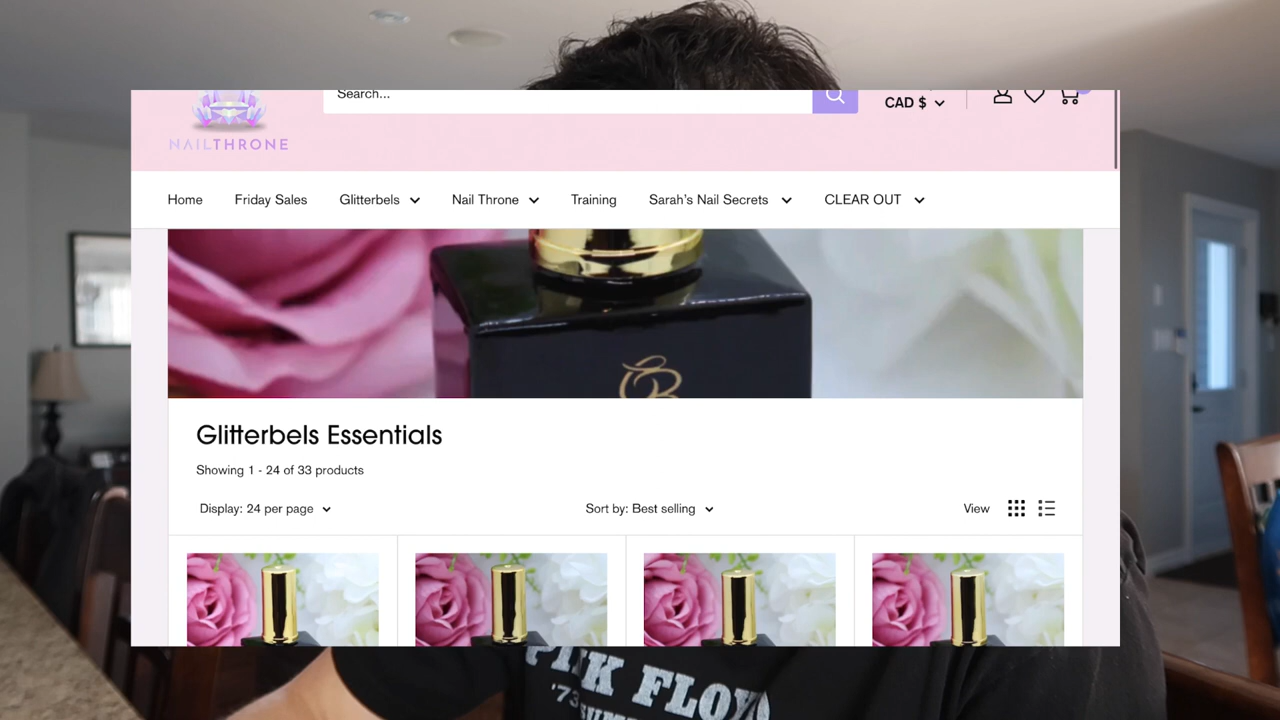 Search...
CAD $
NAILTHRONE
Home Friday Sales Glitterbels Nail Throne Training Sarah's Nail Secrets CLEAR OUT
Glitterbels Essentials
Showing 1 - 24 of 33 products
Display: 24 per page Sort by: Best selling View
PINK FLOYD
'73